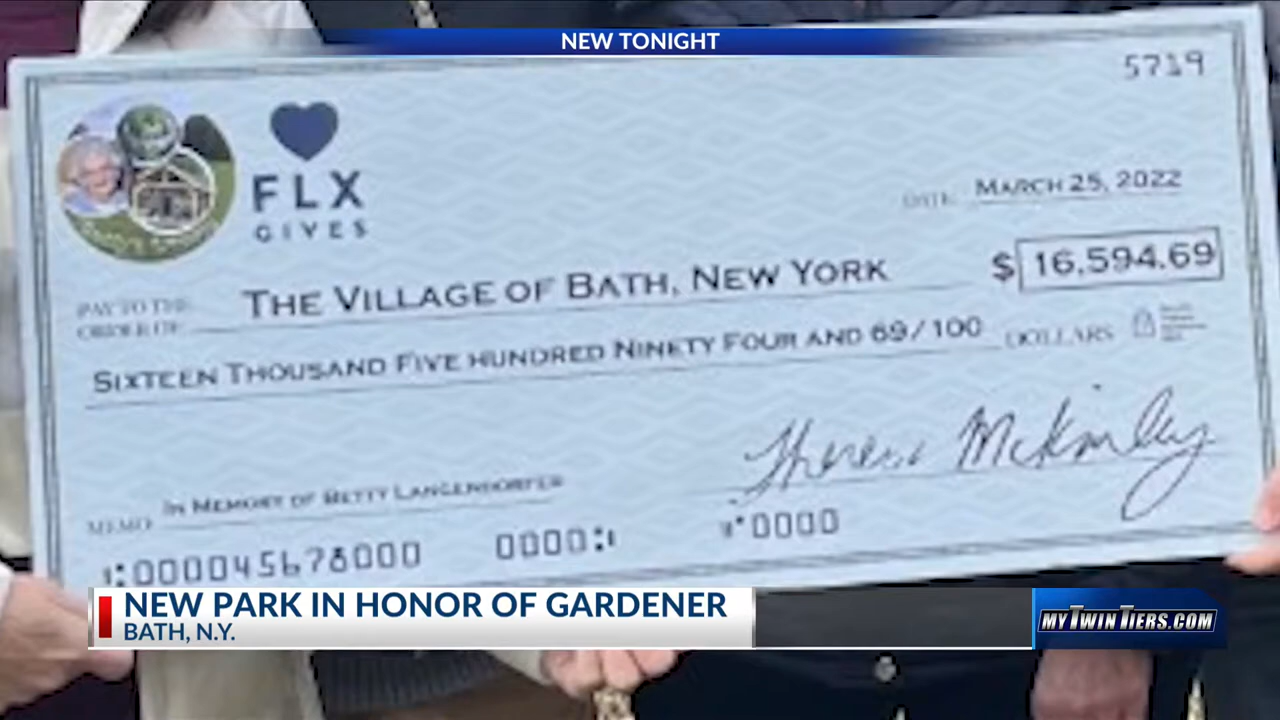 NEW TONIGHT
5719
FLX
GIVES
DATE MARCH 25, 2022
PAY TO THE
ORDER OF THE VILLAGE OF BATH, NEW YORK $ 16,594.69
SIXTEEN THOUSAND FIVE HUNDRED NINETY FOUR AND 69/100 DOLLARS
Theresa McKinley
MEMO IN MEMORY OF BETTY LANGENDORFER
⑆000045678000 0000⑆ ⑈0000
NEW PARK IN HONOR OF GARDENER
BATH, N.Y.
MYTWINTIERS.COM